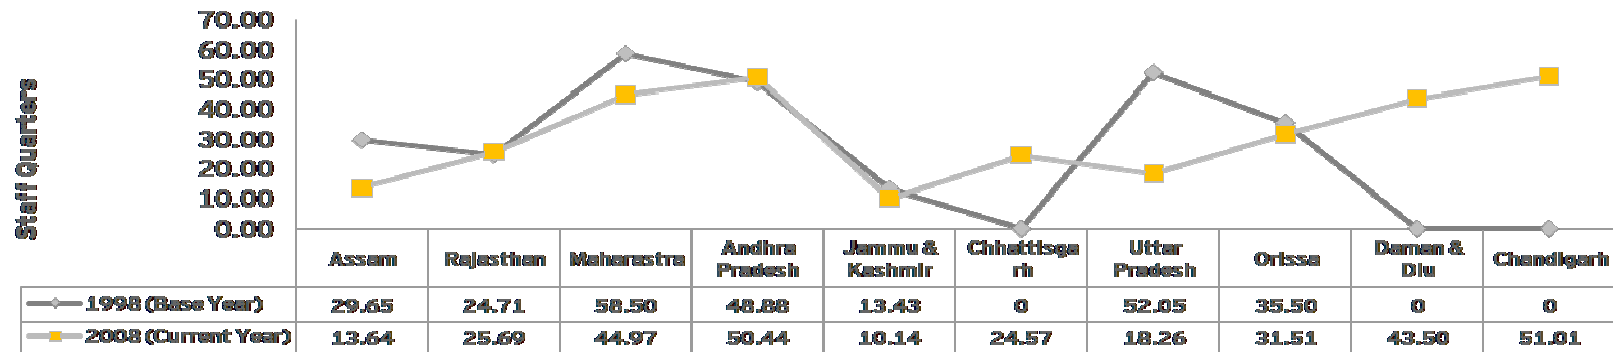 70.00
60.00
50.00
40.00
30.00
20.00
10.00
0.00
Staff Quarters
Assam Rajasthan Maharastra Andhra Pradesh Jammu & Kashmir Chhattisgarh Uttar Pradesh Orissa Daman & Diu Chandigarh
1998 (Base Year) 29.65 24.71 58.50 48.88 13.43 0 52.05 35.50 0 0
2008 (Current Year) 13.64 25.69 44.97 50.44 10.14 24.57 18.26 31.51 43.50 51.01